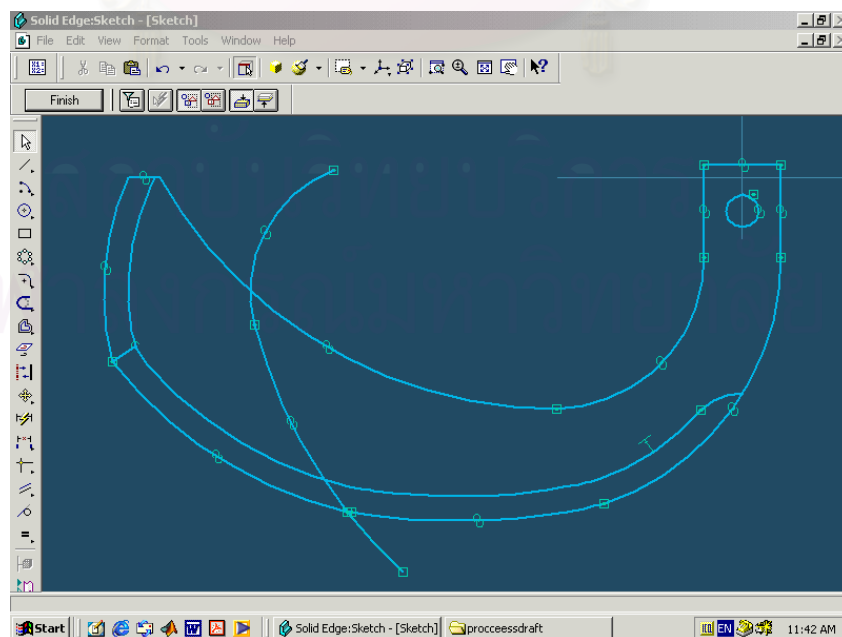 Solid Edge:Sketch - [Sketch]
File Edit View Format Tools Window Help
Finish
Start Solid Edge:Sketch - [Sketch] procceessdraft EN 11:42 AM